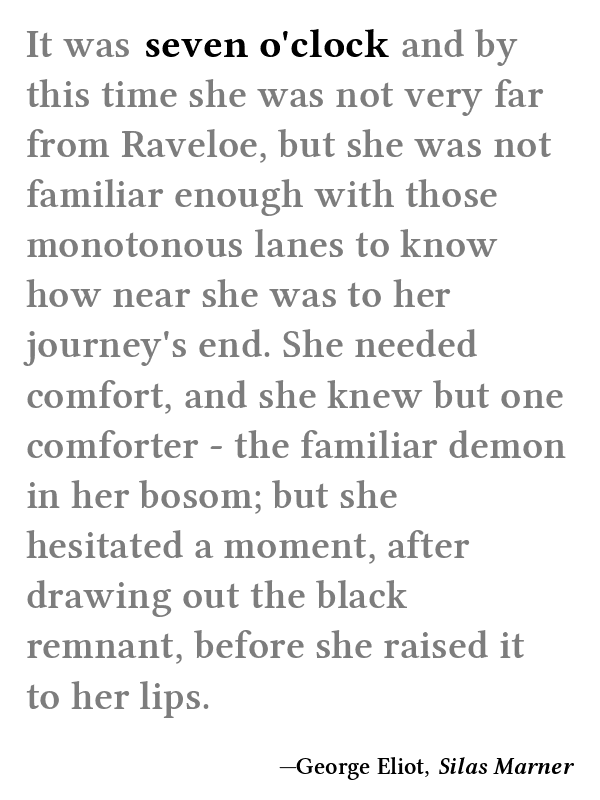 It was seven o'clock and by
this time she was not very far
from Raveloe, but she was not
familiar enough with those
monotonous lanes to know
how near she was to her
journey's end. She needed
comfort, and she knew but one
comforter - the familiar demon
in her bosom; but she
hesitated a moment, after
drawing out the black
remnant, before she raised it
to her lips.
—George Eliot, Silas Marner